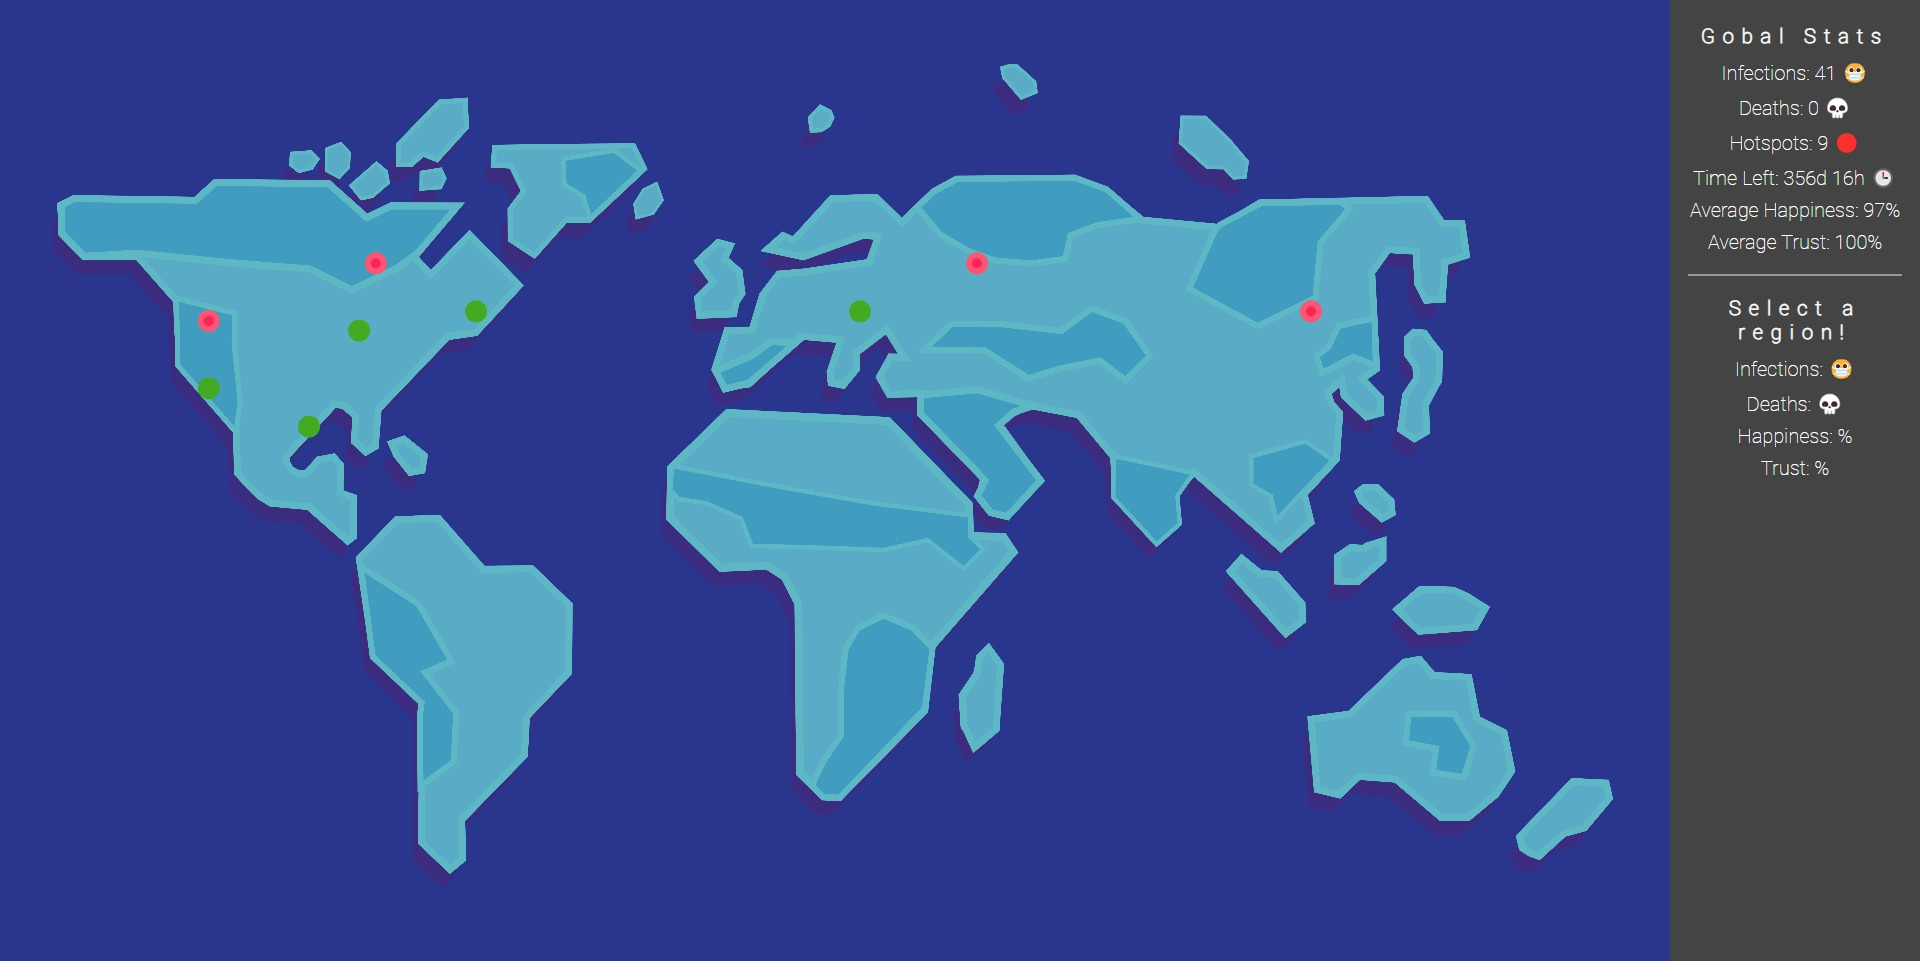 Gobal Stats
Infections: 41 😷
Deaths: 0 💀
Hotspots: 9 🔴
Time Left: 356d 16h 🕒
Average Happiness: 97%
Average Trust: 100%
Select a
region!
Infections: 😷
Deaths: 💀
Happiness: %
Trust: %